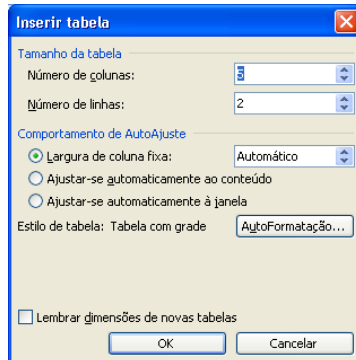 Inserir tabela
Tamanho da tabela
Número de colunas: 5
Número de linhas: 2
Comportamento de AutoAjuste
Largura de coluna fixa: Automático
Ajustar-se automaticamente ao conteúdo
Ajustar-se automaticamente à janela
Estilo de tabela: Tabela com grade AutoFormatação...
Lembrar dimensões de novas tabelas
OK Cancelar